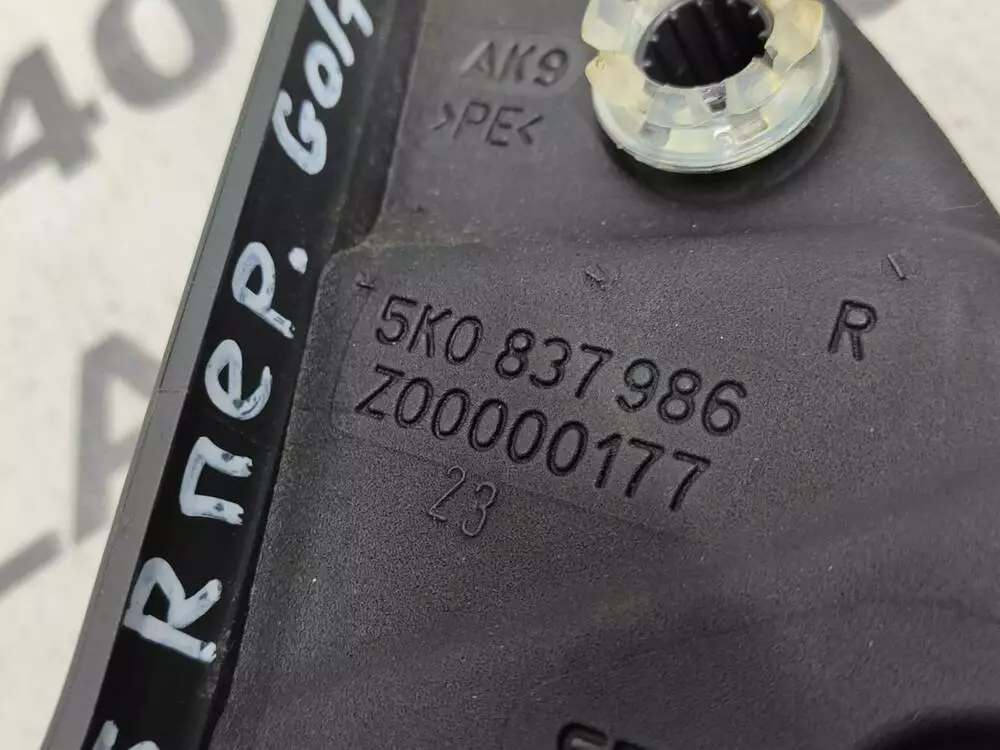 AK9
>PE<
5K0 837 986
R
Z00000177
23
R пер. Golf